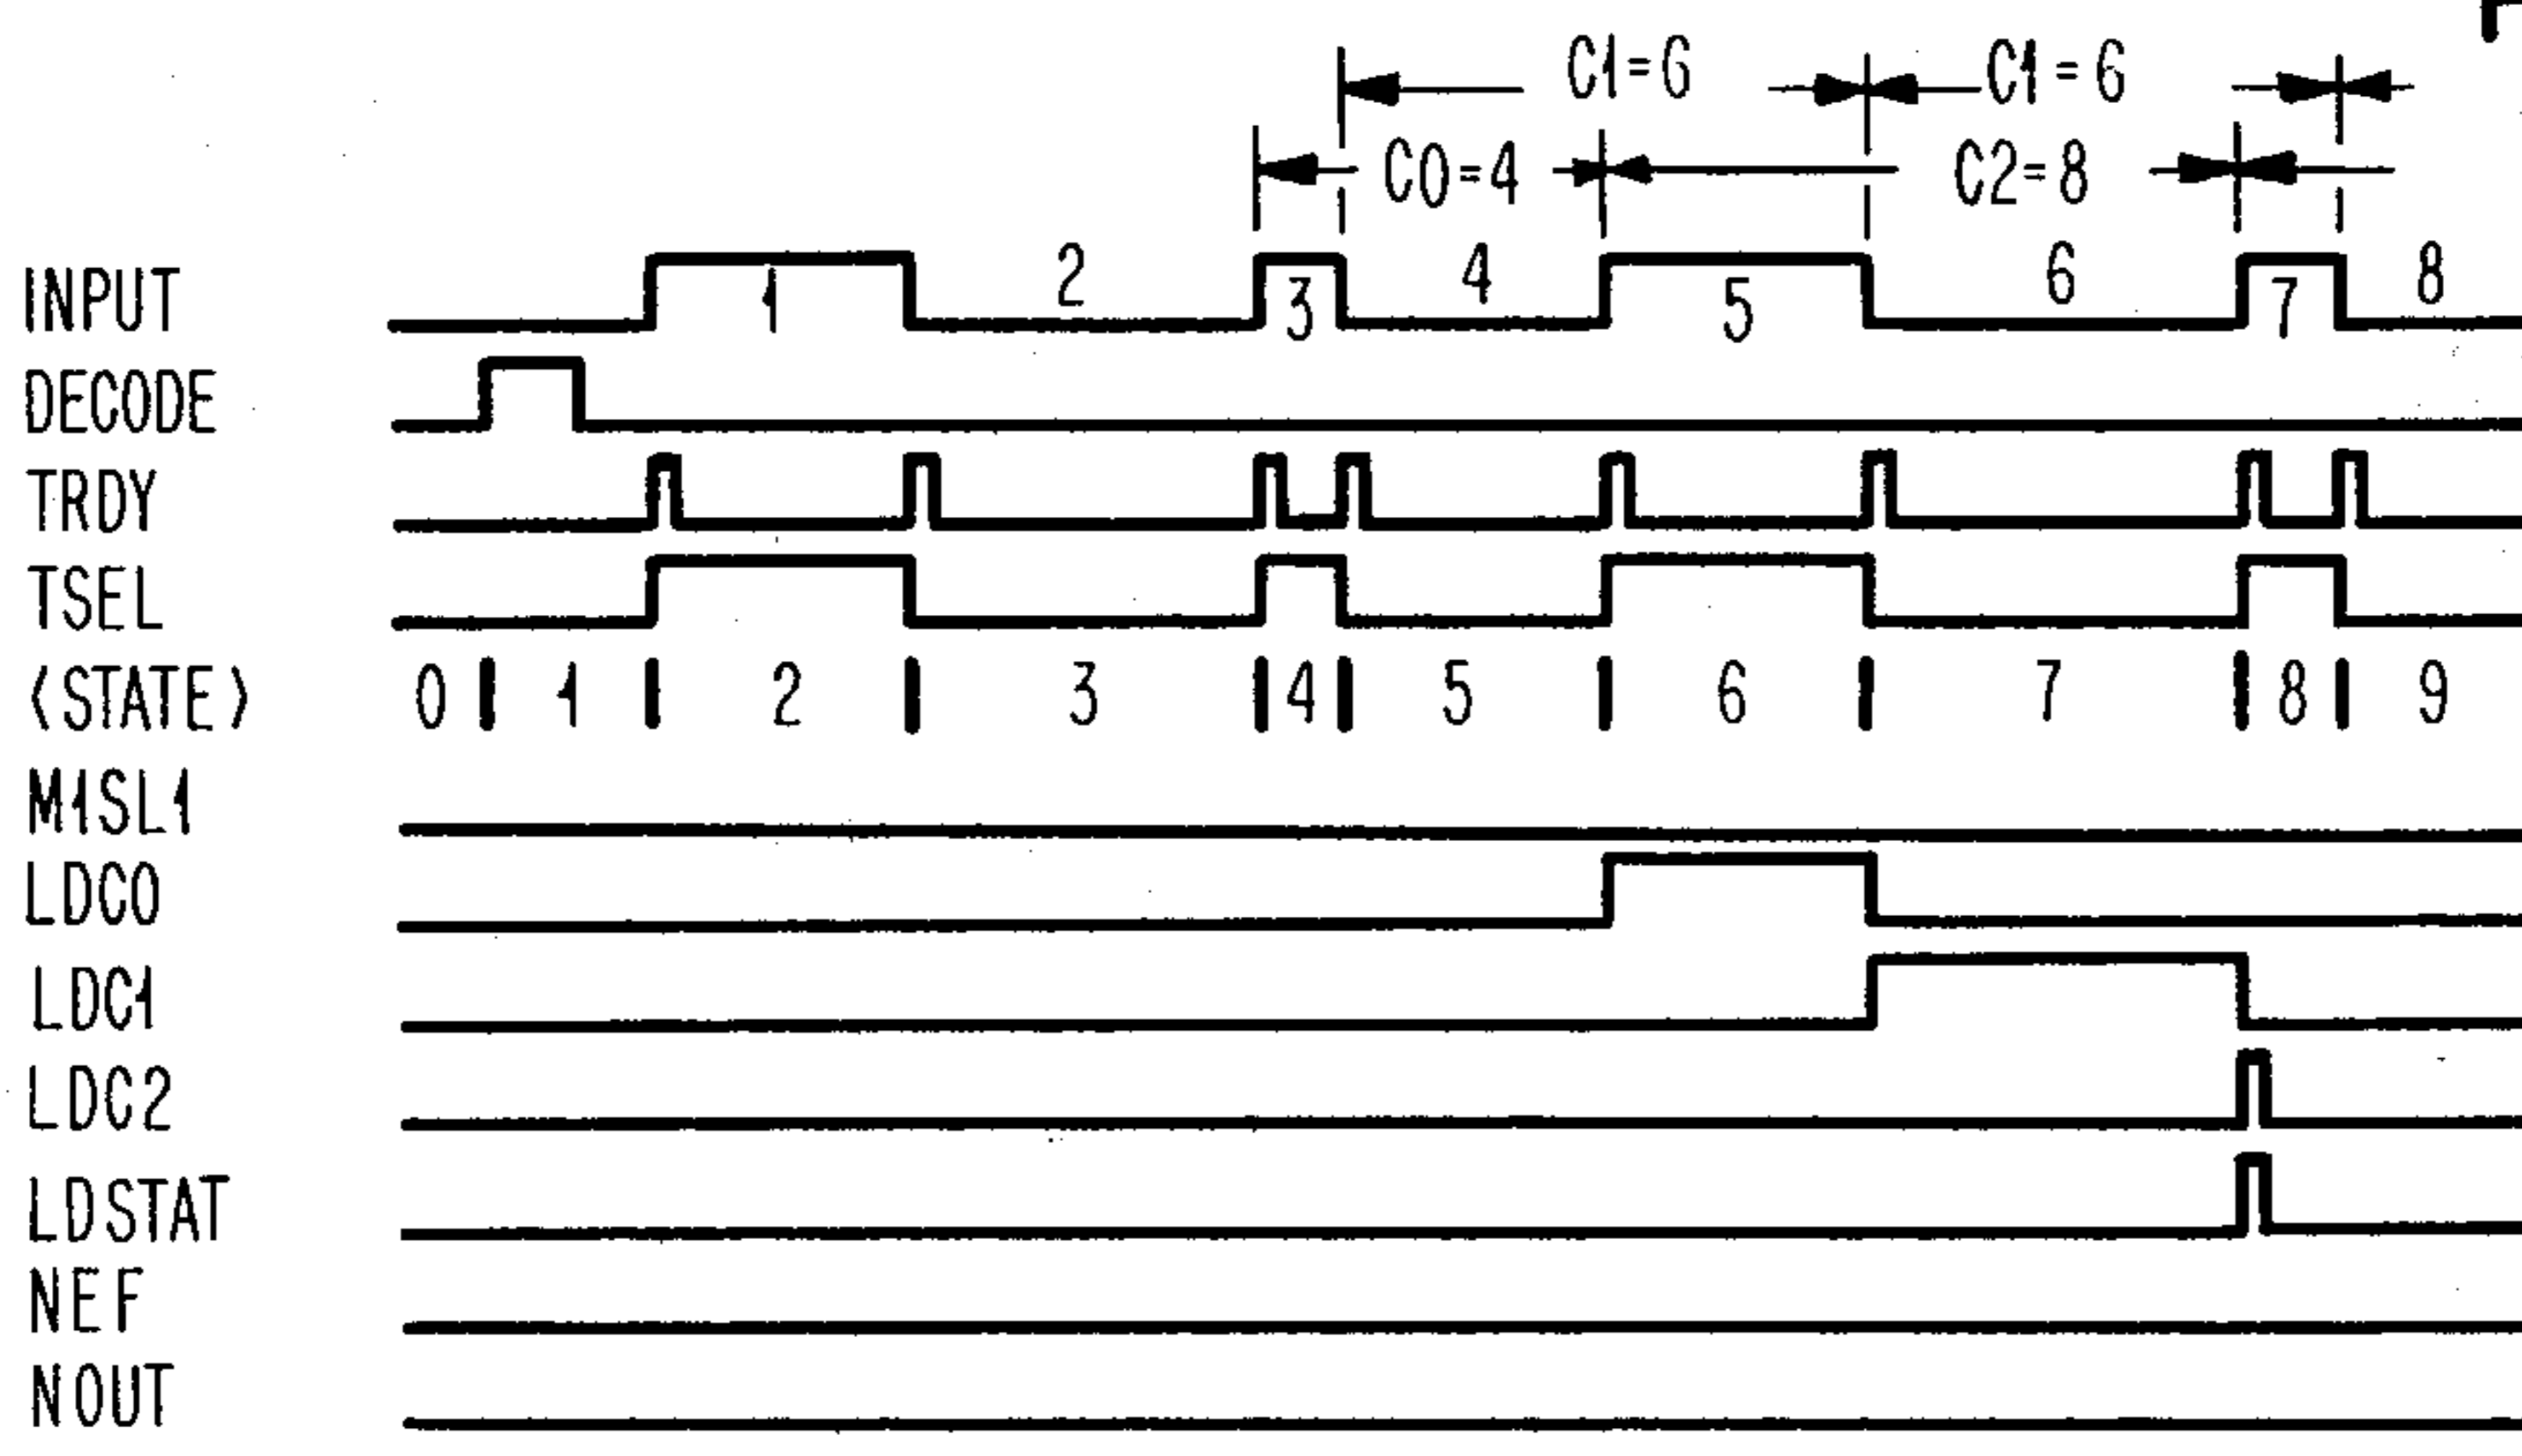 C1=6 C1=6
C0=4 C2=8
INPUT 1 2 3 4 5 6 7 8
DECODE
TRDY
TSEL
<STATE> 0 1 2 3 4 5 6 7 8 9
M1SL1
LDC0
LDC1
LDC2
LDSTAT
NEF
NOUT